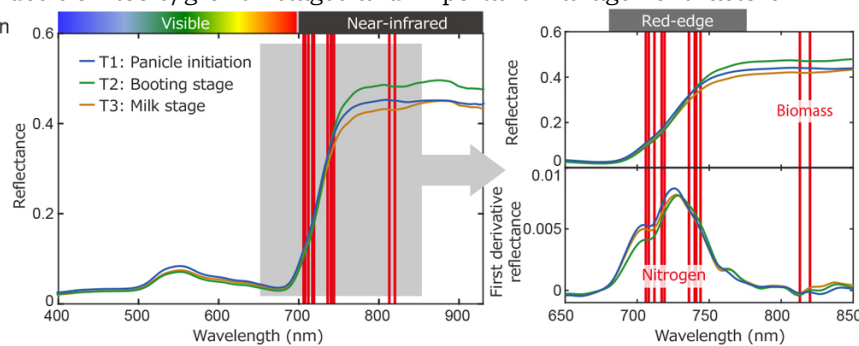 Visible
Near-infrared
0.6
0.4
0.2
0
Reflectance
T1: Panicle initiation
T2: Booting stage
T3: Milk stage
400
500
600
700
800
900
Wavelength (nm)
Red-edge
0.6
0.4
0.2
0
Reflectance
Biomass
0.01
0.005
0
First derivative
reflectance
Nitrogen
650
700
750
800
850
Wavelength (nm)